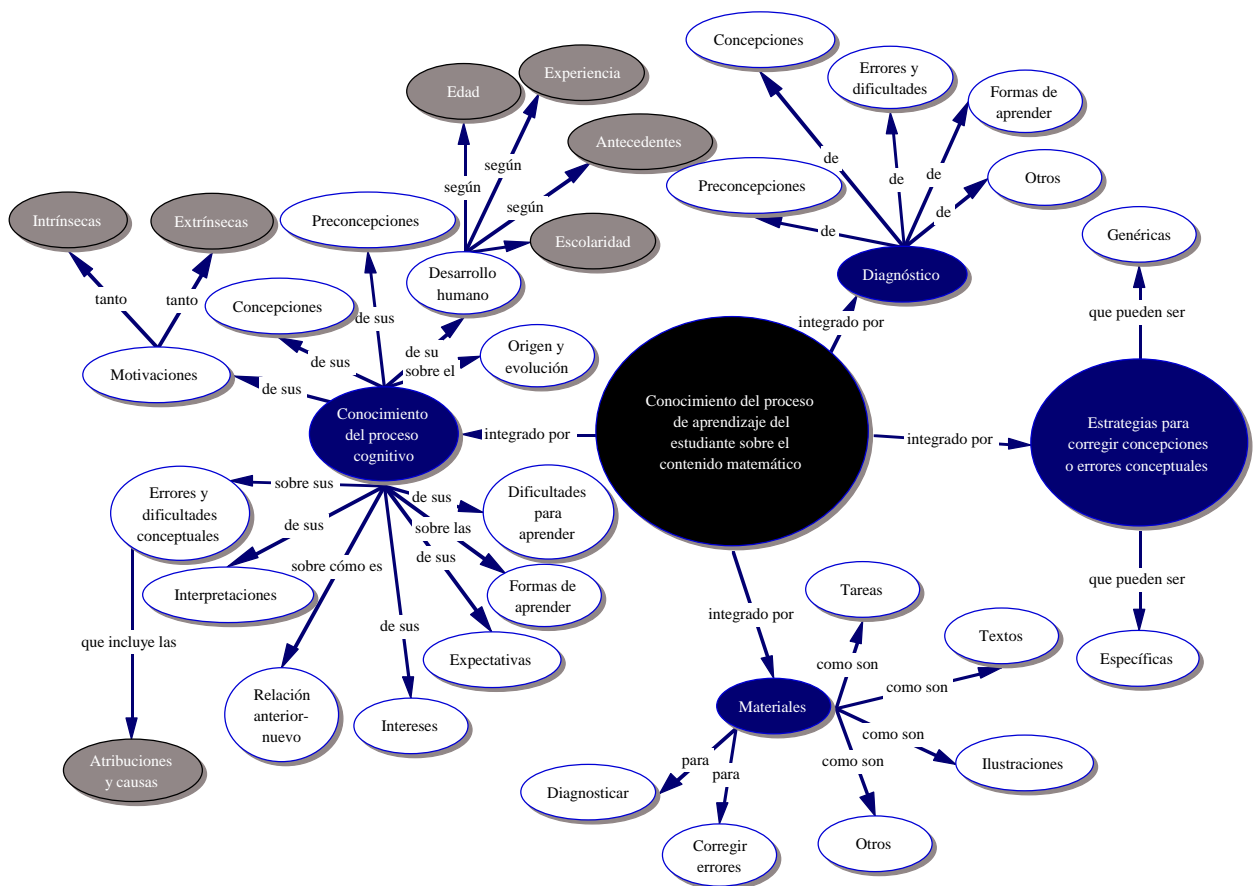 Concepciones
Experiencia
Errores y
dificultades
Edad
Formas de
aprender
Antecedentes
según
de
según
de
Preconcepciones
Otros
de
según
de
de
Intrínsecas
Extrínsecas
Preconcepciones
Escolaridad
Genéricas
Diagnóstico
Desarrollo
humano
tanto
tanto
Concepciones
de sus
integrado por
que pueden ser
Origen y
evolución
de su
sobre el
de sus
Motivaciones
de sus
Conocimiento
del proceso
cognitivo
integrado por
Conocimiento del proceso
de aprendizaje del
estudiante sobre el
contenido matemático
integrado por
Estrategias para
corregir concepciones
o errores conceptuales
sobre sus
Errores y
dificultades
conceptuales
de sus
Dificultades
para
aprender
de sus
sobre las
de sus
sobre cómo es
Interpretaciones
Formas de
aprender
Tareas
que pueden ser
integrado por
de sus
que incluye las
Expectativas
Textos
Específicas
como son
como son
Relación
anterior-
nuevo
Intereses
Materiales
como son
como son
Atribuciones
y causas
para
para
Ilustraciones
Diagnosticar
Corregir
errores
Otros